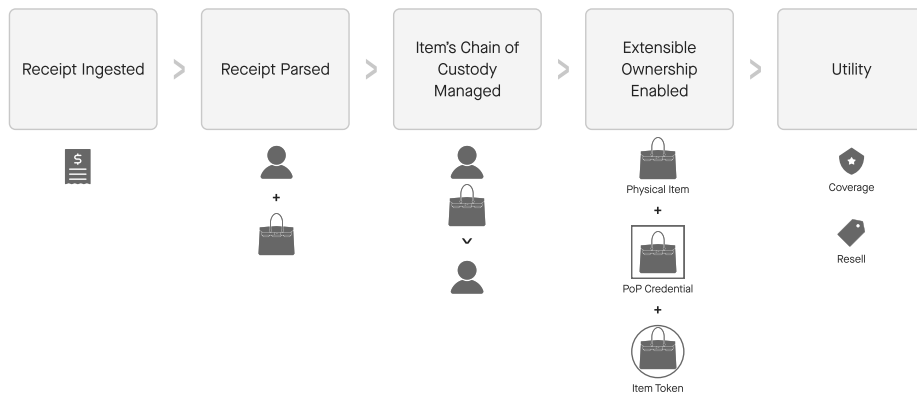 Receipt Ingested
Receipt Parsed
Item's Chain of
Custody
Managed
Extensible
Ownership
Enabled
Utility
$
+
Physical Item
+
PoP Credential
+
Item Token
Coverage
Resell